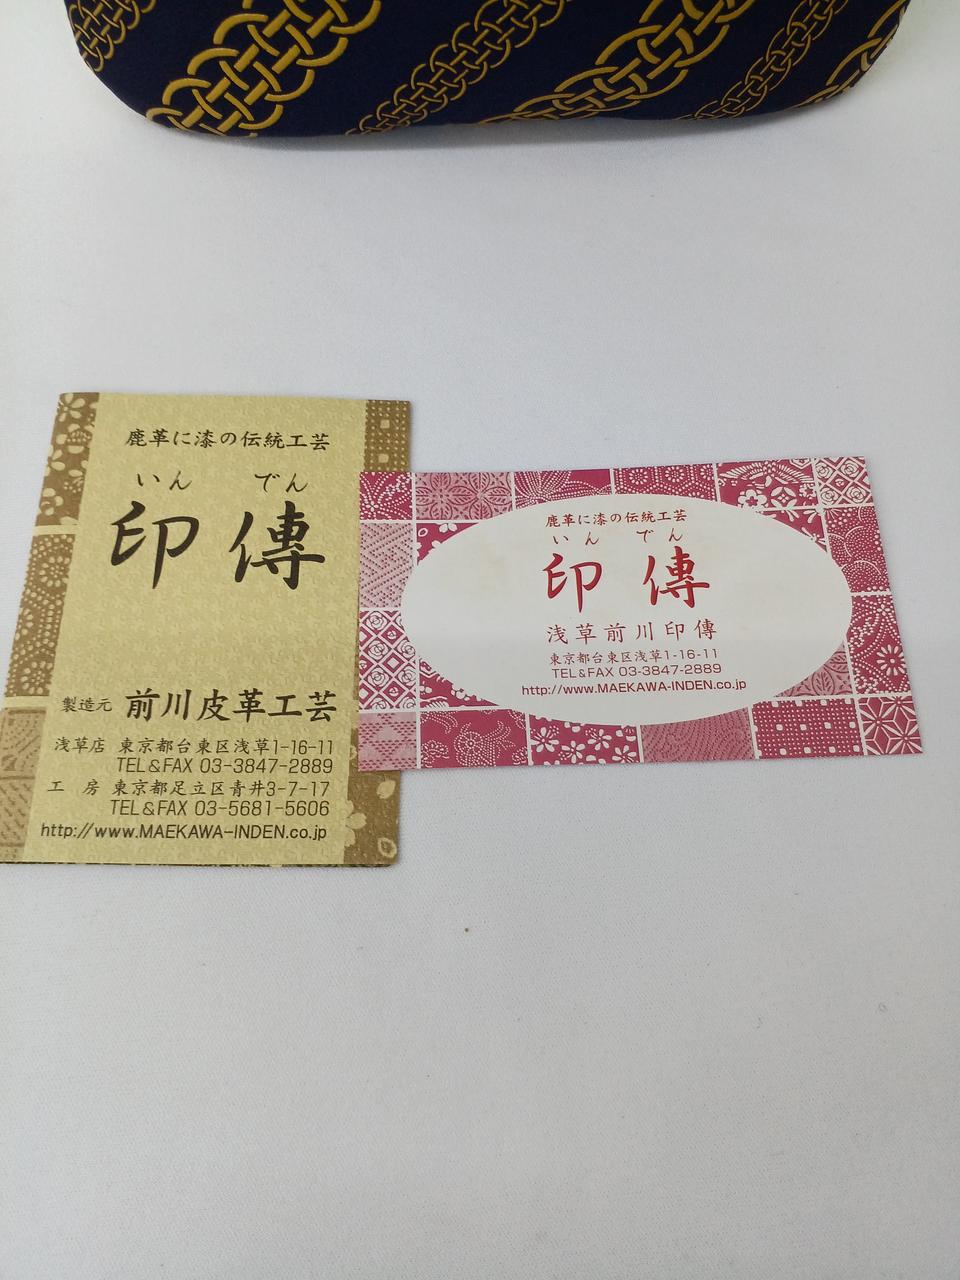 鹿革に漆の伝統工芸
いん でん
印傳
製造元 前川皮革工芸
浅草店 東京都台東区浅草1-16-11
TEL&FAX 03-3847-2889
工 房 東京都足立区青井3-7-17
TEL&FAX 03-5681-5606
http://www.MAEKAWA-INDEN.co.jp
鹿革に漆の伝統工芸
いん でん
印傳
浅草前川印傳
東京都台東区浅草1-16-11
TEL&FAX 03-3847-2889
http://www.MAEKAWA-INDEN.co.jp